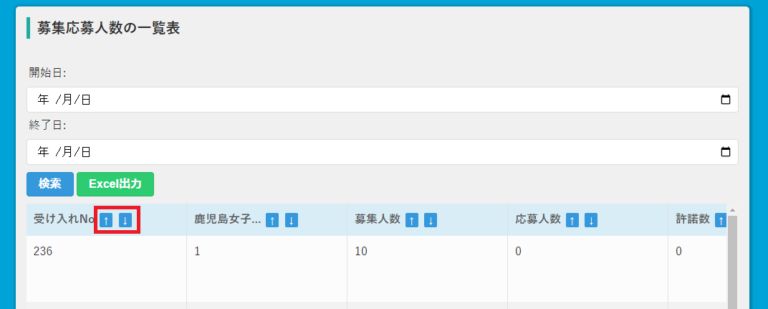 募集応募人数の一覧表
開始日:
年 /月/日
終了日:
年 /月/日
検索 Excel出力
受け入れNo ↑ ↓ 鹿児島女子... ↑ ↓ 募集人数 ↑ ↓ 応募人数 ↑ ↓ 許諾数 ↑
236 1 10 0 0